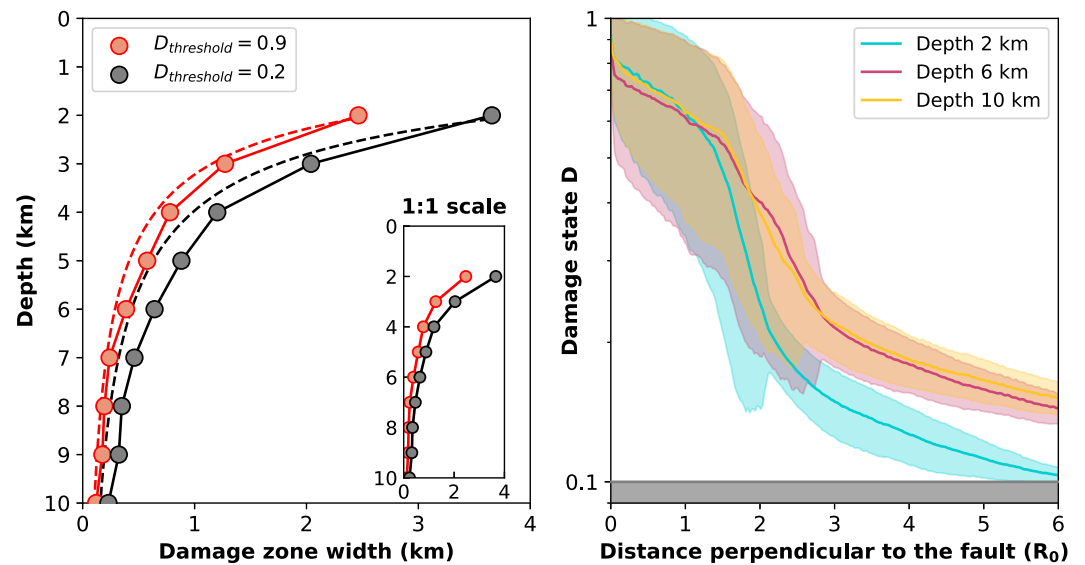 0
1
2
3
4
5
6
7
8
9
10
Depth (km)
D_threshold = 0.9
D_threshold = 0.2
1:1 scale
0
2
4
6
8
10
0 2 4
0 1 2 3 4
Damage zone width (km)
1
0.1
Damage state D
Depth 2 km
Depth 6 km
Depth 10 km
0 1 2 3 4 5 6
Distance perpendicular to the fault (R₀)